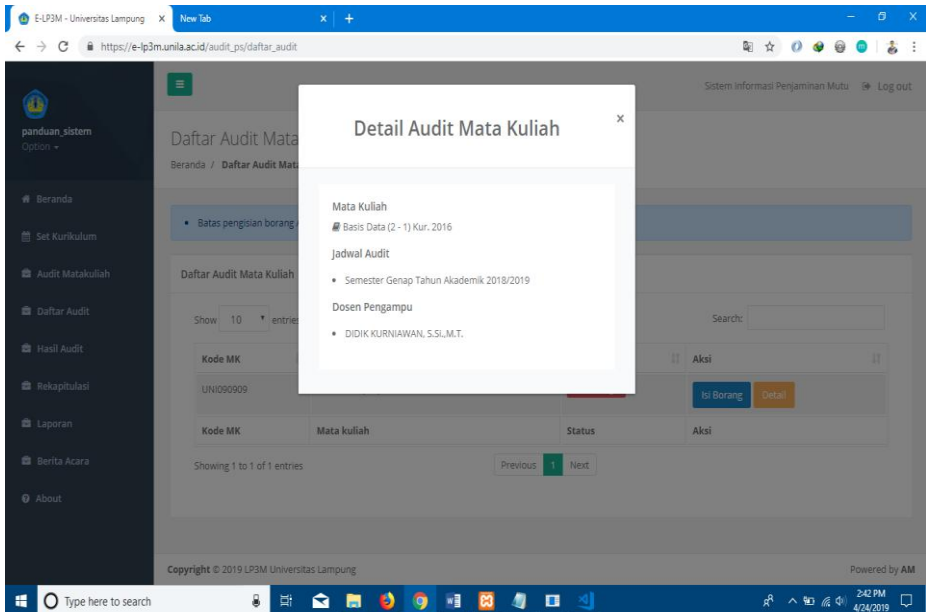 E-LP3M - Universitas Lampung
New Tab
https://e-lp3m.unila.ac.id/audit_ps/daftar_audit
Sistem Informasi Penjaminan Mutu Log out
panduan_sistem
Option
Daftar Audit Mata
Beranda / Daftar Audit Mata
Detail Audit Mata Kuliah
x
Mata Kuliah
Basis Data (2 - 1) Kur. 2016
Jadwal Audit
Semester Genap Tahun Akademik 2018/2019
Dosen Pengampu
DIDIK KURNIAWAN, S.Si.,M.T.
Beranda
Set Kurikulum
Audit Matakuliah
Daftar Audit
Hasil Audit
Rekapitulasi
Laporan
Berita Acara
About
Batas pengisian borang
Daftar Audit Mata Kuliah
Show 10 entries
Search:
Kode MK Aksi
UNI090909 Isi Borang Detail
Kode MK Mata kuliah Status Aksi
Showing 1 to 1 of 1 entries
Previous 1 Next
Copyright © 2019 LP3M Universitas Lampung
Powered by AM
Type here to search
2:42 PM
4/24/2019